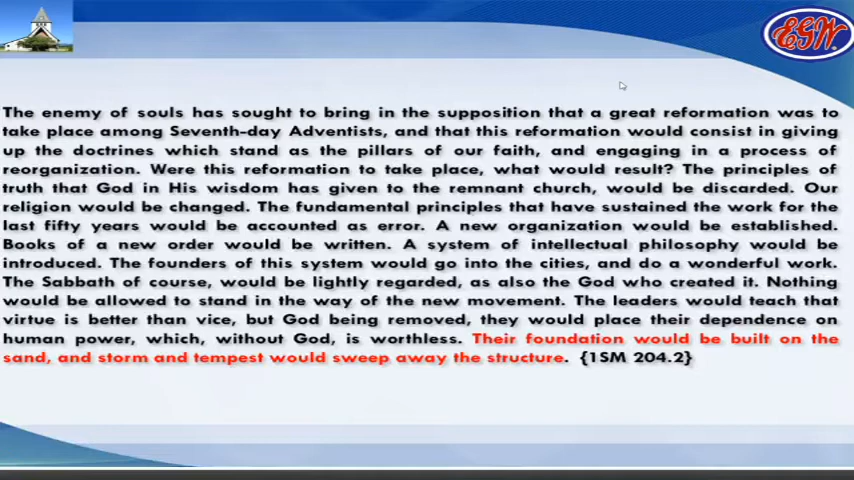 EGW
The enemy of souls has sought to bring in the supposition that a great reformation was to
take place among Seventh-day Adventists, and that this reformation would consist in giving
up the doctrines which stand as the pillars of our faith, and engaging in a process of
reorganization. Were this reformation to take place, what would result? The principles of
truth that God in His wisdom has given to the remnant church, would be discarded. Our
religion would be changed. The fundamental principles that have sustained the work for the
last fifty years would be accounted as error. A new organization would be established.
Books of a new order would be written. A system of intellectual philosophy would be
introduced. The founders of this system would go into the cities, and do a wonderful work.
The Sabbath of course, would be lightly regarded, as also the God who created it. Nothing
would be allowed to stand in the way of the new movement. The leaders would teach that
virtue is better than vice, but God being removed, they would place their dependence on
human power, which, without God, is worthless. Their foundation would be built on the
sand, and storm and tempest would sweep away the structure. {1SM 204.2}